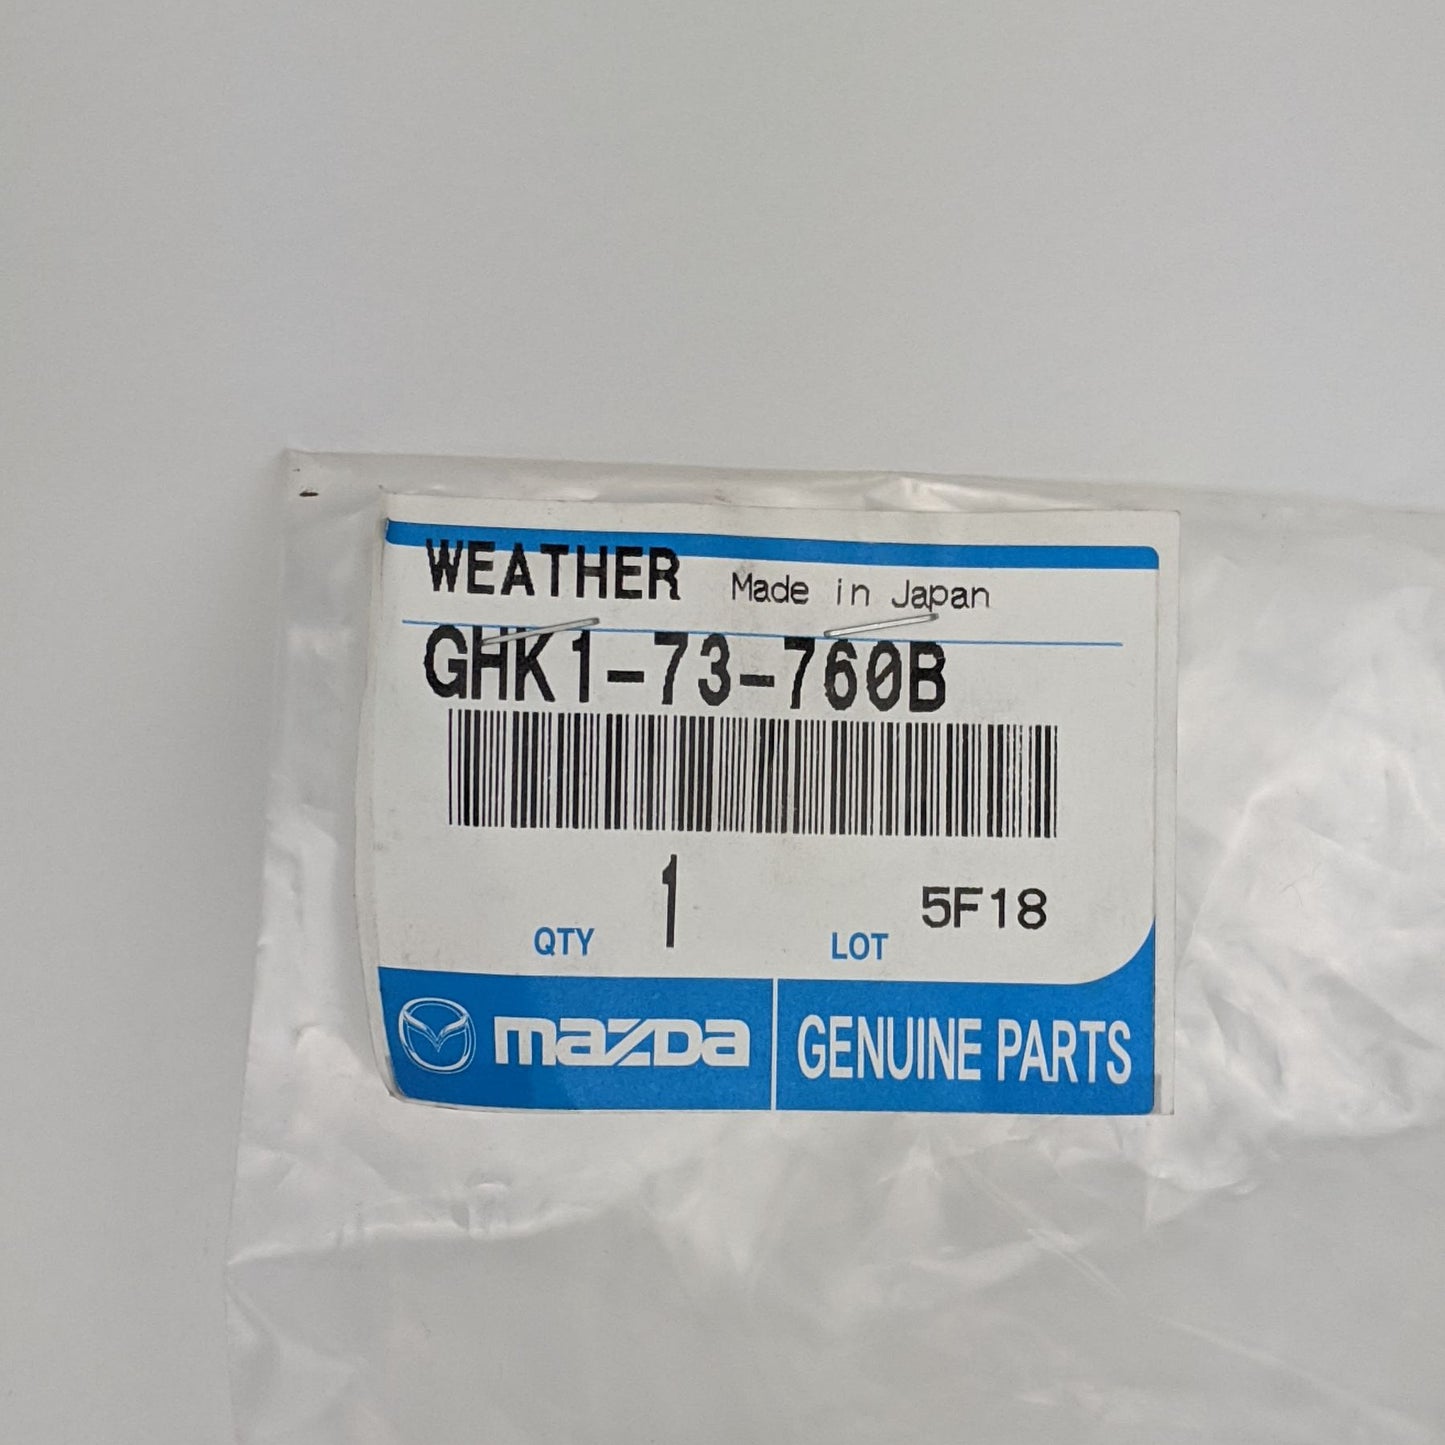 WEATHER Made in Japan
GHK1-73-760B
QTY 1 LOT 5F18
mazda GENUINE PARTS